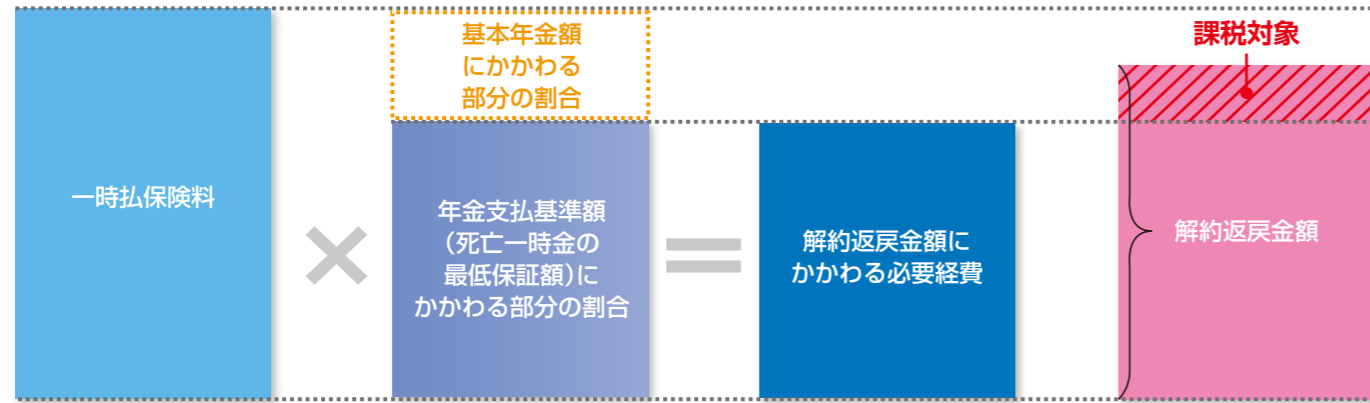 一時払保険料
×
基本年金額
にかかわる
部分の割合
年金支払基準額
(死亡一時金の
最低保証額)に
かかわる部分の割合
=
解約返戻金額に
かかわる必要経費
課税対象
解約返戻金額